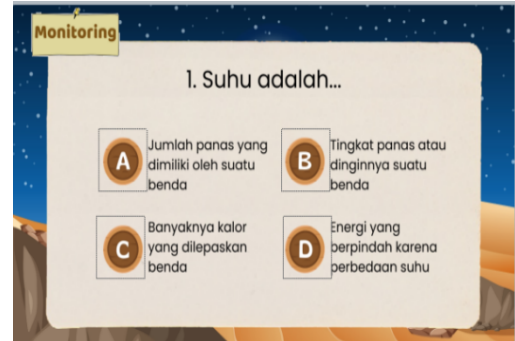 Monitoring
1. Suhu adalah...
A
Jumlah panas yang
dimiliki oleh suatu
benda
B
Tingkat panas atau
dinginnya suatu
benda
C
Banyaknya kalor
yang dilepaskan
benda
D
Energi yang
berpindah karena
perbedaan suhu